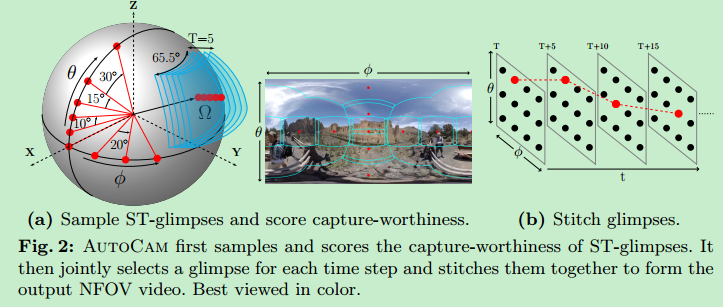 Z
T=5
65.5°
θ
30°
15°
10°
Ω
20°
X
Y
ϕ
ϕ
θ
T
T+5
T+10
T+15
θ
ϕ
t
(a) Sample ST-glimpses and score capture-worthiness.
(b) Stitch glimpses.
Fig. 2: AUTOCAM first samples and scores the capture-worthiness of ST-glimpses. It
then jointly selects a glimpse for each time step and stitches them together to form the
output NFOV video. Best viewed in color.